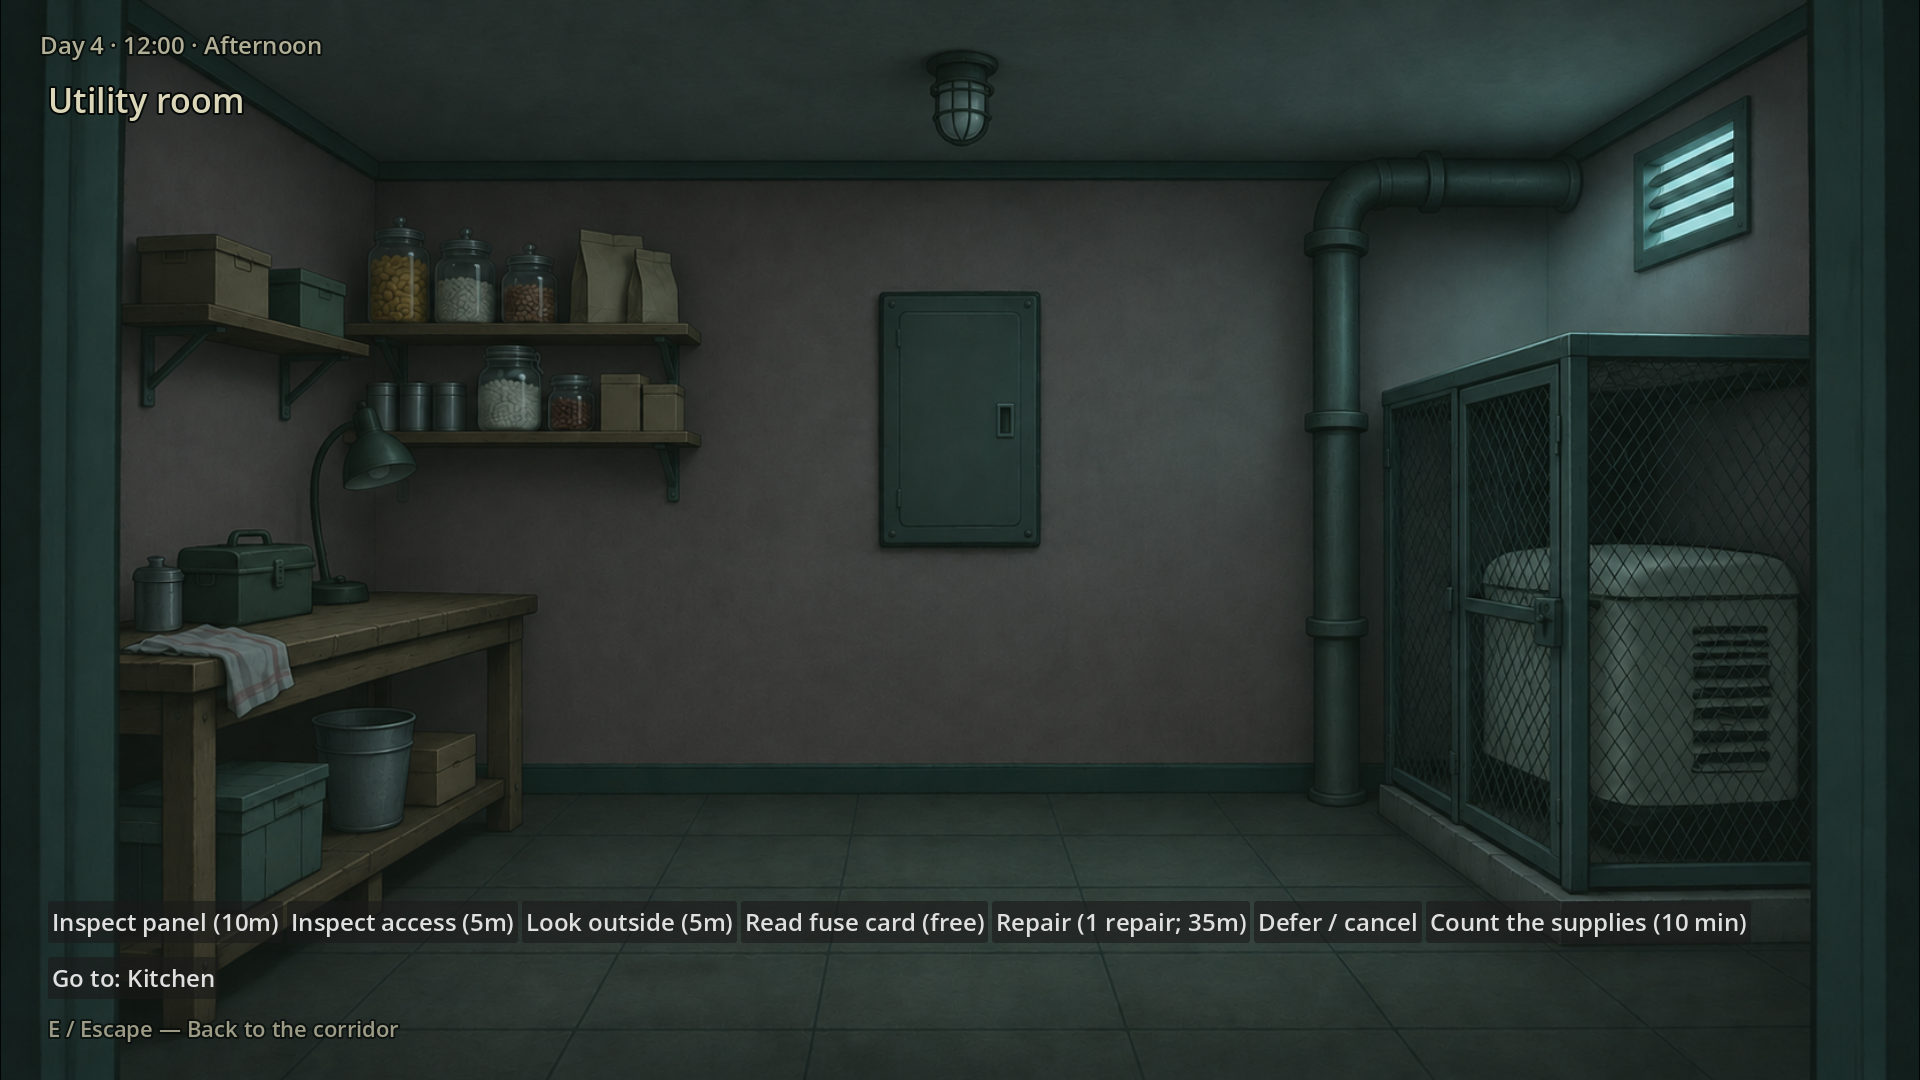 Day 4 · 12:00 · Afternoon
Utility room
Inspect panel (10m) Inspect access (5m) Look outside (5m) Read fuse card (free) Repair (1 repair; 35m) Defer / cancel Count the supplies (10 min)
Go to: Kitchen
E / Escape — Back to the corridor